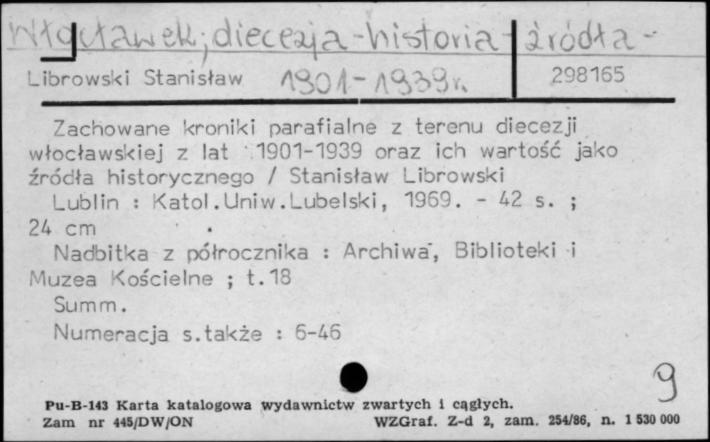 Włocławek, diecezja - historia - źródła -
Librowski Stanisław 1901-1939 r. 298165
Zachowane kroniki parafialne z terenu diecezji
włocławskiej z lat 1901-1939 oraz ich wartość jako
źródła historycznego / Stanisław Librowski
Lublin : Katol.Uniw.Lubelski, 1969. - 42 s. ;
24 cm
Nadbitka z półrocznika : Archiwa, Biblioteki i
Muzea Kościelne ; t.18
Summ.
Numeracja s.także : 6-46
9
Pu-B-143 Karta katalogowa wydawnictw zwartych i cągłych.
Zam nr 445/DW/ON WZGraf. Z-d 2, zam. 254/86, n. 1 530 000